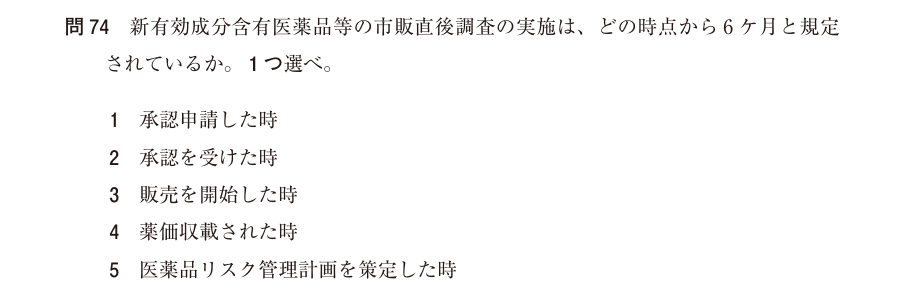 問 74　新有効成分含有医薬品等の市販直後調査の実施は、どの時点から 6 ケ月と規定
されているか。 1 つ選べ。
1　承認申請した時
2　承認を受けた時
3　販売を開始した時
4　薬価収載された時
5　医薬品リスク管理計画を策定した時